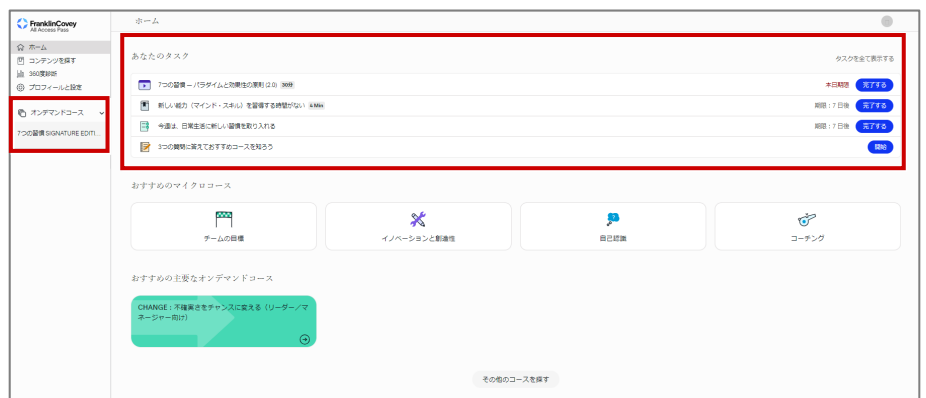 FranklinCovey
All Access Pass
ホーム
コンテンツを探す
360度診断
プロフィールと設定
オンデマンドコース
7つの習慣 SIGNATURE EDITI...
ホーム
あなたのタスク
タスクを全て表示する
7つの習慣 – パラダイムと効果性の原則 (2.0) 30分
本日期限 完了する
新しい能力（マインド・スキル）を習得する時間がない 4 Min
期限：7 日後 完了する
今週は、日常生活に新しい習慣を取り入れる
期限：7 日後 完了する
3つの質問に答えておすすめコースを知ろう
開始
おすすめのマイクロコース
チームの目標
イノベーションと創造性
自己認識
コーチング
おすすめの主要なオンデマンドコース
CHANGE：不確実さをチャンスに変える（リーダー／マ
ネージャー向け）
その他のコースを探す